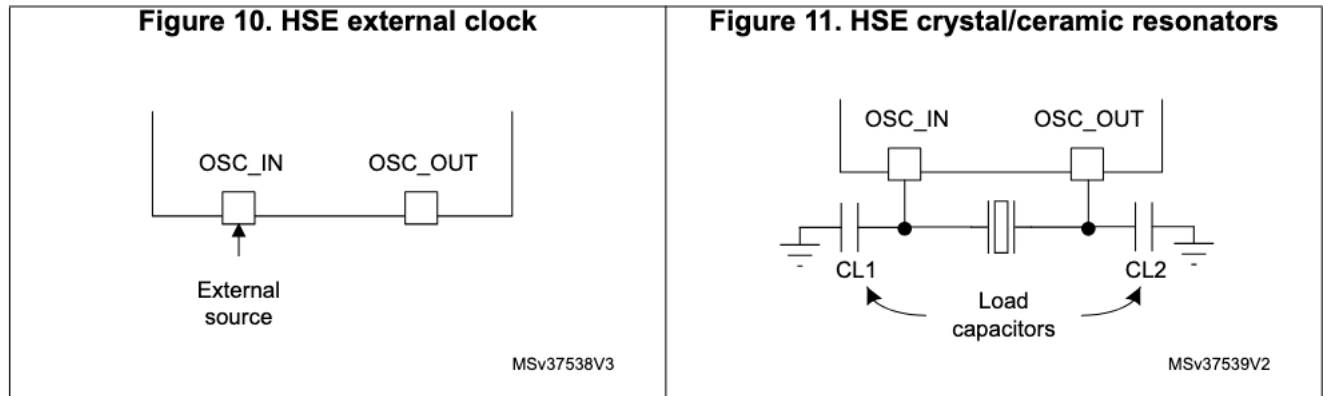 Figure 10. HSE external clock
OSC_IN
OSC_OUT
External
source
MSv37538V3
Figure 11. HSE crystal/ceramic resonators
OSC_IN
OSC_OUT
CL1
CL2
Load
capacitors
MSv37539V2